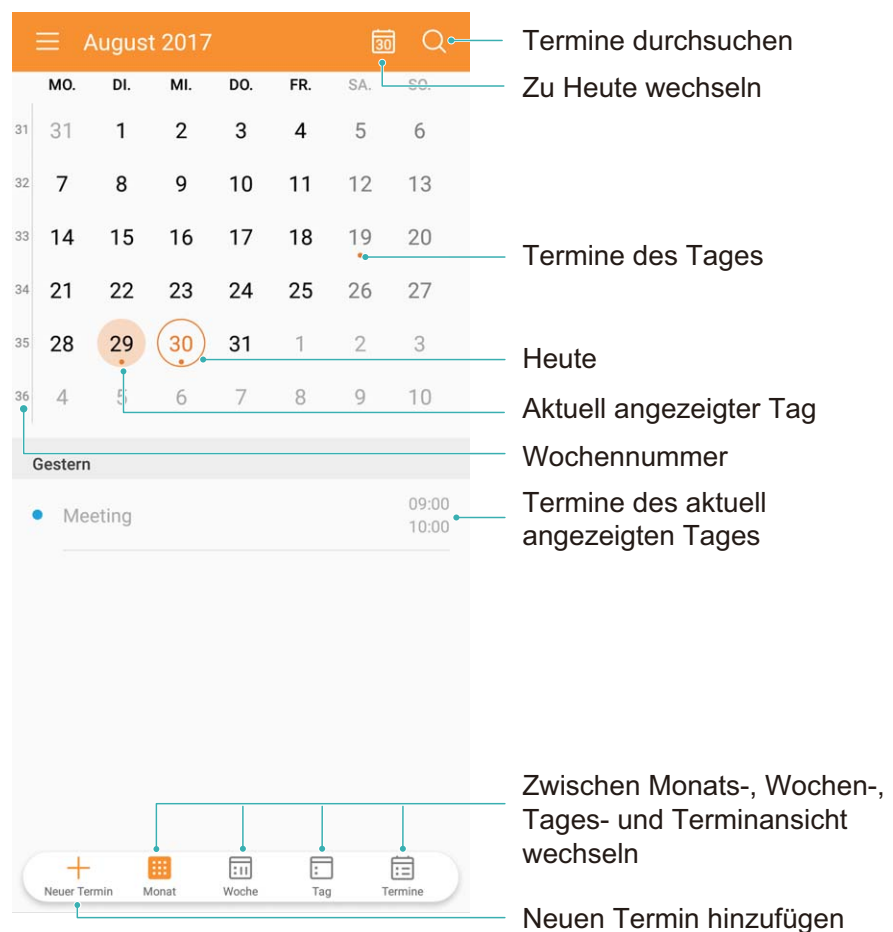 August 2017 30
Termine durchsuchen
Zu Heute wechseln
MO. DI. MI. DO. FR. SA. SO.
31 31 1 2 3 4 5 6
32 7 8 9 10 11 12 13
33 14 15 16 17 18 19 20
Termine des Tages
34 21 22 23 24 25 26 27
35 28 29 30 31 1 2 3
Heute
36 4 5 6 7 8 9 10
Aktuell angezeigter Tag
Wochennummer
Gestern
Meeting 09:00
10:00
Termine des aktuell
angezeigten Tages
Zwischen Monats-, Wochen-,
Tages- und Terminansicht
wechseln
Neuer Termin Monat Woche Tag Termine
Neuen Termin hinzufügen